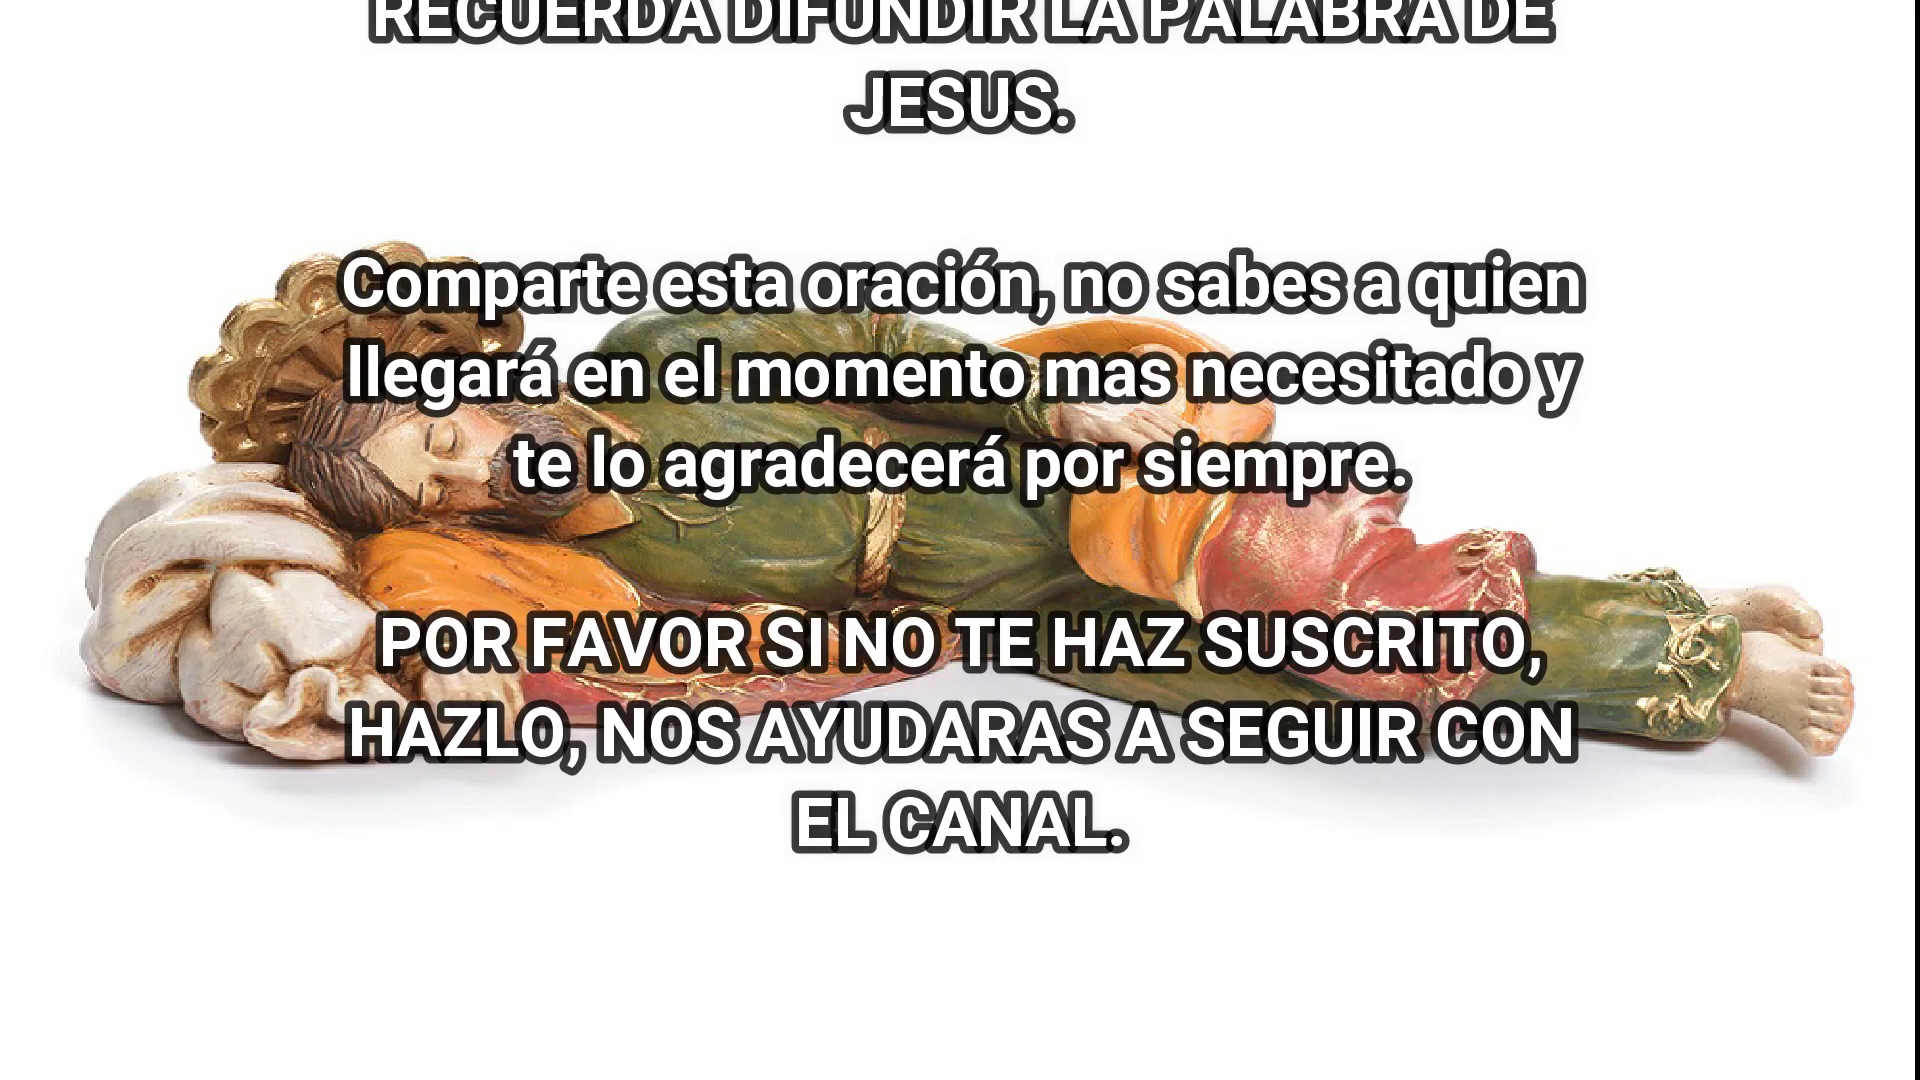 RECUERDA DIFUNDIR LA PALABRA DE
JESUS.
Comparte esta oración, no sabes a quien
llegará en el momento mas necesitado y
te lo agradecerá por siempre.
POR FAVOR SI NO TE HAZ SUSCRITO,
HAZLO, NOS AYUDARAS A SEGUIR CON
EL CANAL.